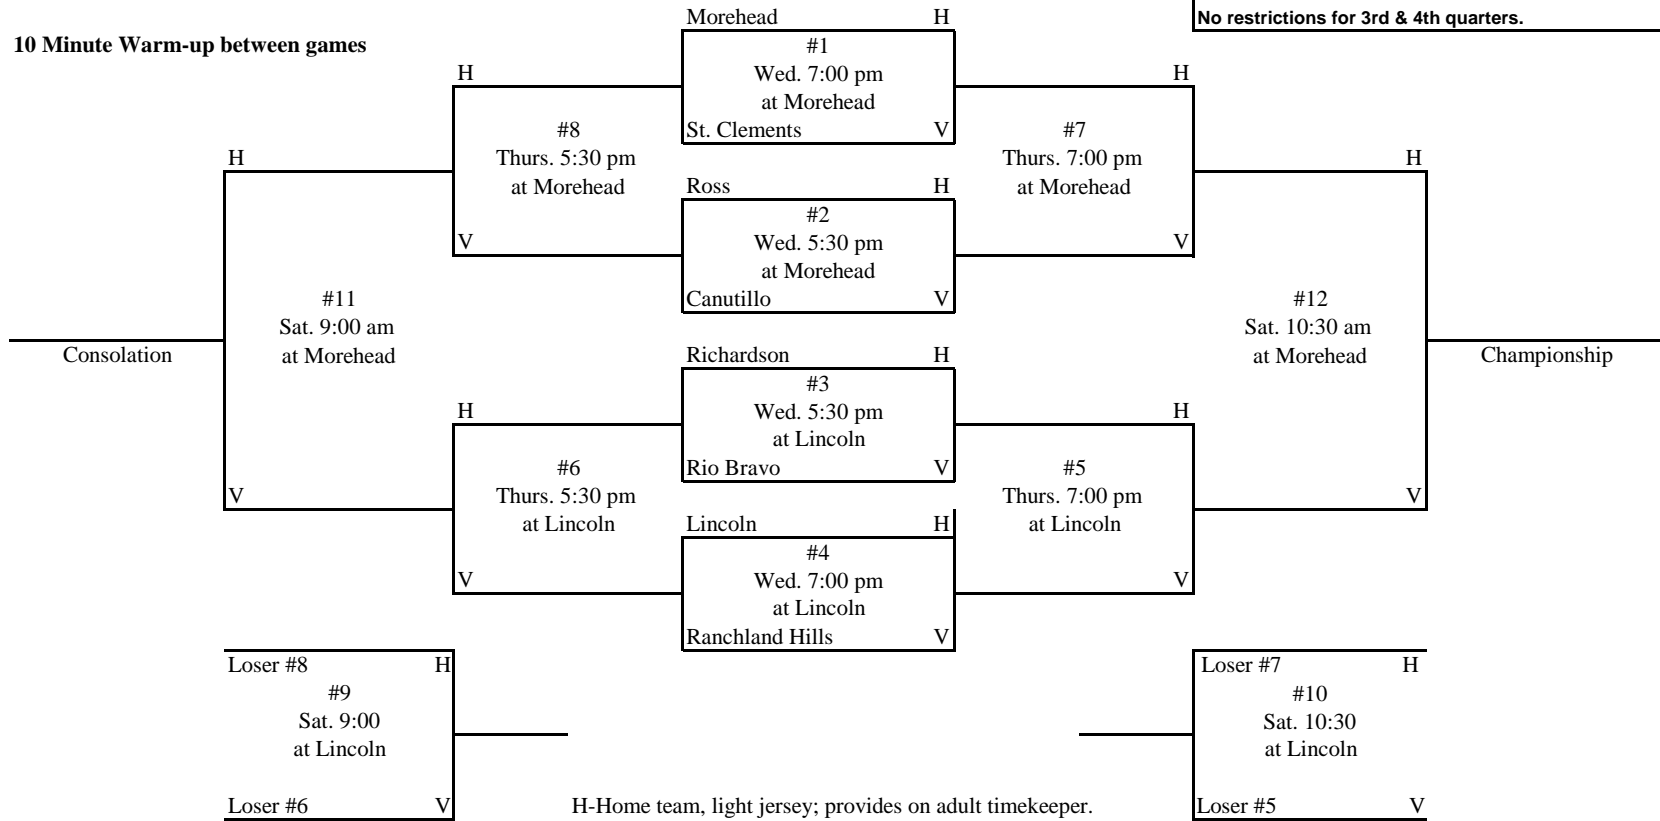 Morehead H
No restrictions for 3rd & 4th quarters.
10 Minute Warm-up between games
#1
Wed. 7:00 pm
at Morehead
St. Clements V
H
#8
Thurs. 5:30 pm
at Morehead
V
H
#7
Thurs. 7:00 pm
at Morehead
V
Ross H
#2
Wed. 5:30 pm
at Morehead
Canutillo V
H
#11
Sat. 9:00 am
at Morehead
V
Consolation
H
#12
Sat. 10:30 am
at Morehead
V
Championship
Richardson H
#3
Wed. 5:30 pm
at Lincoln
Rio Bravo V
H
#6
Thurs. 5:30 pm
at Lincoln
V
H
#5
Thurs. 7:00 pm
at Lincoln
V
Lincoln H
#4
Wed. 7:00 pm
at Lincoln
Ranchland Hills V
Loser #8 H
#9
Sat. 9:00
at Lincoln
Loser #6 V
Loser #7 H
#10
Sat. 10:30
at Lincoln
Loser #5 V
H-Home team, light jersey; provides on adult timekeeper.